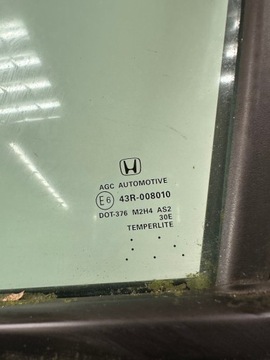 AGC AUTOMOTIVE
E6 43R-008010
DOT-376 M2H4 AS2
30E
TEMPERLITE